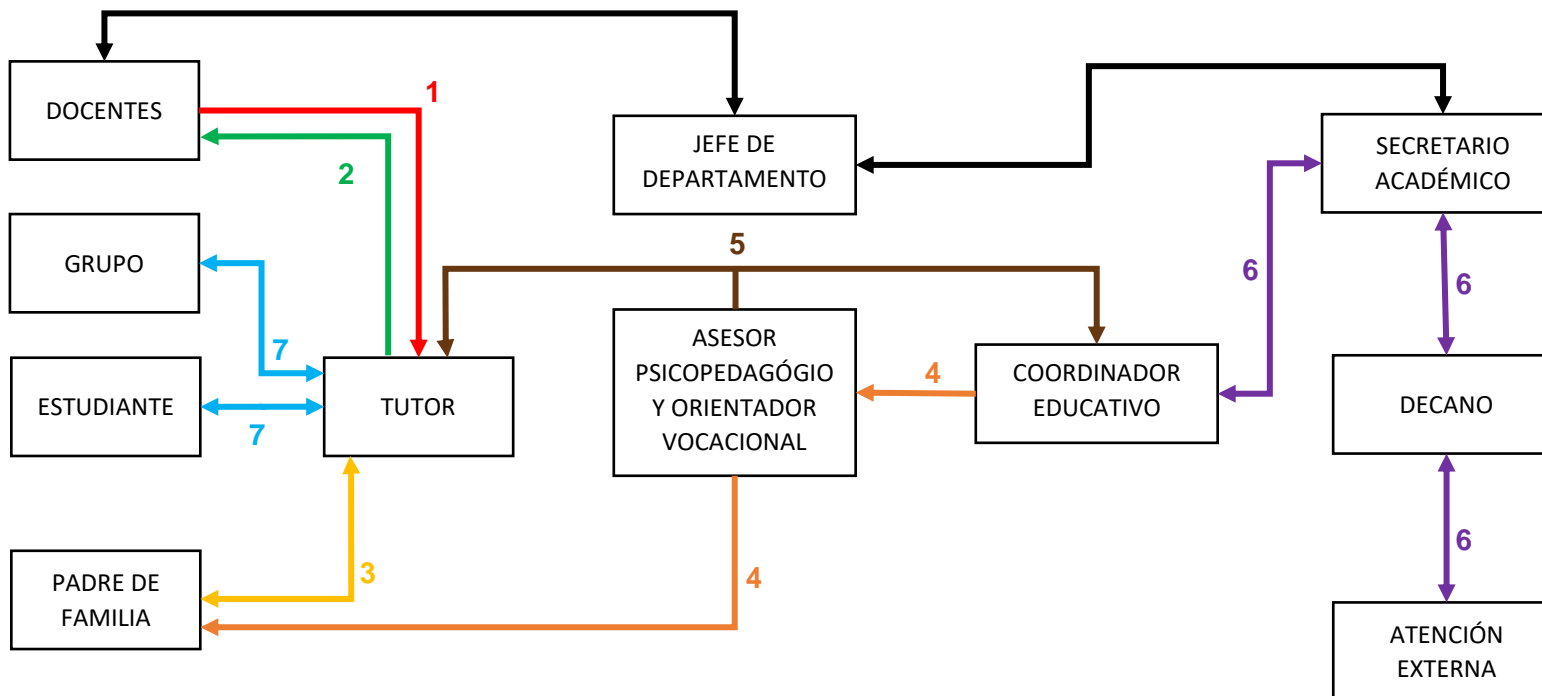 DOCENTES
1
2
JEFE DE
DEPARTAMENTO
SECRETARIO
ACADÉMICO
GRUPO
5
6
6
7
ESTUDIANTE
7
TUTOR
ASESOR
PSICOPEDAGÓGIO
Y ORIENTADOR
VOCACIONAL
4
COORDINADOR
EDUCATIVO
DECANO
PADRE DE
FAMILIA
3
4
6
ATENCIÓN
EXTERNA